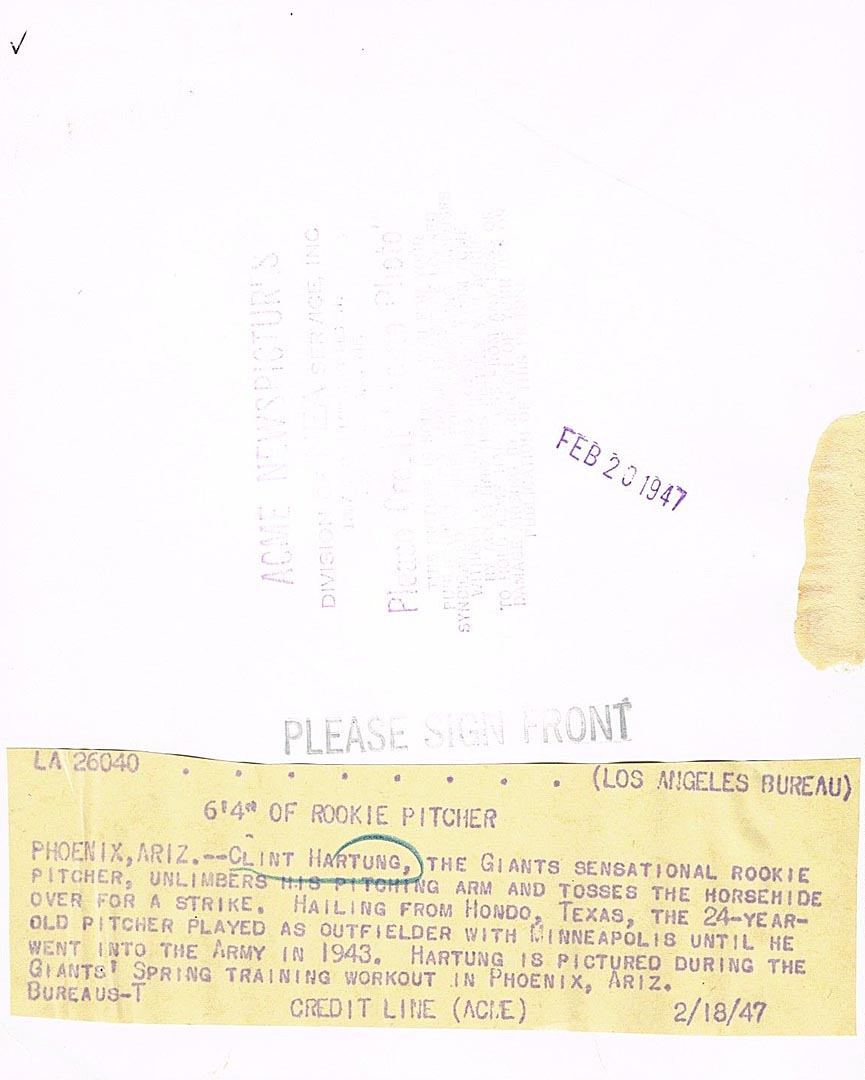 ACME NEWSPICTURES
DIVISION NEA SERVICE, INC
Please Credit Acme Photo
FEB 20 1947
PLEASE SIGN FRONT
LA 26040 . . . . . . . . (LOS ANGELES BUREAU)
6'4" OF ROOKIE PITCHER
PHOENIX,ARIZ.--CLINT HARTUNG, THE GIANTS SENSATIONAL ROOKIE
PITCHER, UNLIMBERS HIS PITCHING ARM AND TOSSES THE HORSEHIDE
OVER FOR A STRIKE. HAILING FROM HONDO, TEXAS, THE 24-YEAR-
OLD PITCHER PLAYED AS OUTFIELDER WITH MINNEAPOLIS UNTIL HE
WENT INTO THE ARMY IN 1943. HARTUNG IS PICTURED DURING THE
GIANTS' SPRING TRAINING WORKOUT IN PHOENIX, ARIZ.
BUREAUS-T
CREDIT LINE (ACME) 2/18/47